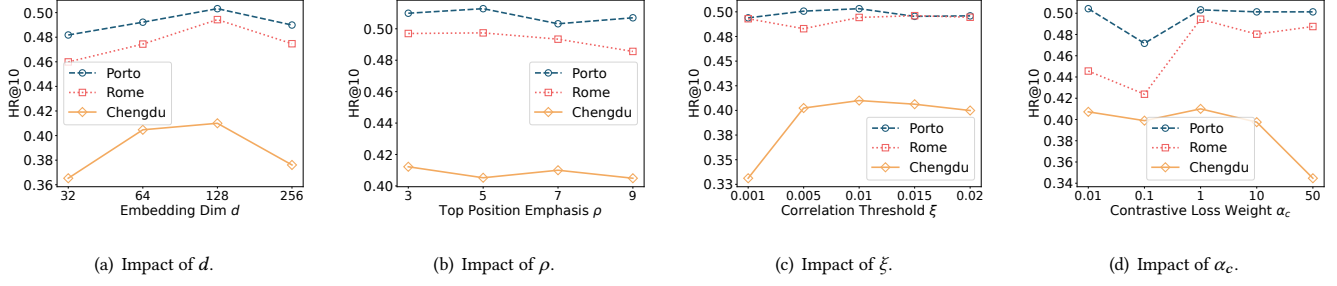 HR@10
0.50
0.48
0.46
0.44
0.42
0.40
0.38
0.36
Porto
Rome
Chengdu
32
64
128
256
Embedding Dim d
(a) Impact of d.
HR@10
0.50
0.45
0.42
0.40
Porto
Rome
Chengdu
3
5
7
9
Top Position Emphasis ρ
(b) Impact of ρ.
HR@10
0.50
0.48
0.45
0.43
0.40
0.38
0.35
0.33
Porto
Rome
Chengdu
0.001
0.005
0.01
0.015
0.02
Correlation Threshold ξ
(c) Impact of ξ.
HR@10
0.50
0.48
0.46
0.44
0.42
0.40
0.38
0.36
0.34
Porto
Rome
Chengdu
0.01
0.1
1
10
50
Contrastive Loss Weight α_c
(d) Impact of α_c.